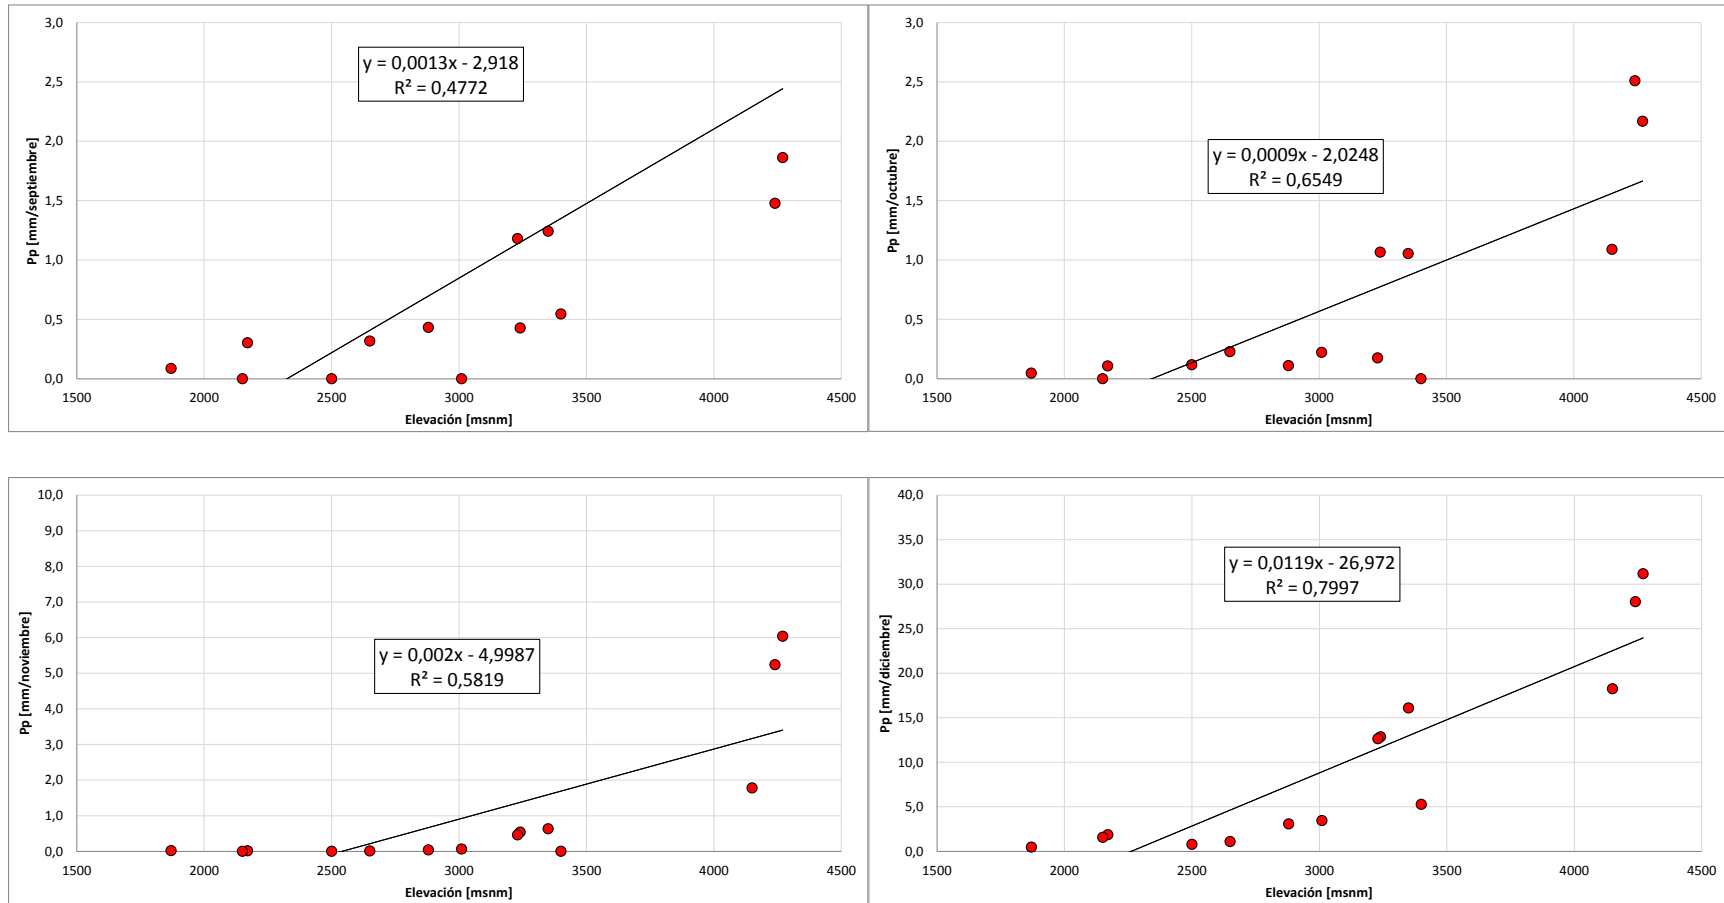 3,0
2,5
2,0
1,5
1,0
0,5
0,0
Pp [mm/septiembre]
y = 0,0013x - 2,918
R² = 0,4772
1500 2000 2500 3000 3500 4000 4500
Elevación [msnm]
3,0
2,5
2,0
1,5
1,0
0,5
0,0
Pp [mm/octubre]
y = 0,0009x - 2,0248
R² = 0,6549
1500 2000 2500 3000 3500 4000 4500
Elevación [msnm]
10,0
9,0
8,0
7,0
6,0
5,0
4,0
3,0
2,0
1,0
0,0
Pp [mm/noviembre]
y = 0,002x - 4,9987
R² = 0,5819
1500 2000 2500 3000 3500 4000 4500
Elevación [msnm]
40,0
35,0
30,0
25,0
20,0
15,0
10,0
5,0
0,0
Pp [mm/diciembre]
y = 0,0119x - 26,972
R² = 0,7997
1500 2000 2500 3000 3500 4000 4500
Elevación [msnm]